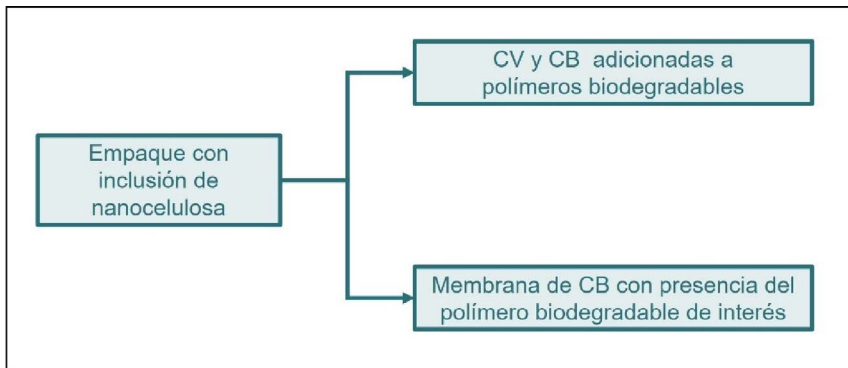 CV y CB adicionadas a
polímeros biodegradables
Empaque con
inclusión de
nanocelulosa
Membrana de CB con presencia del
polímero biodegradable de interés